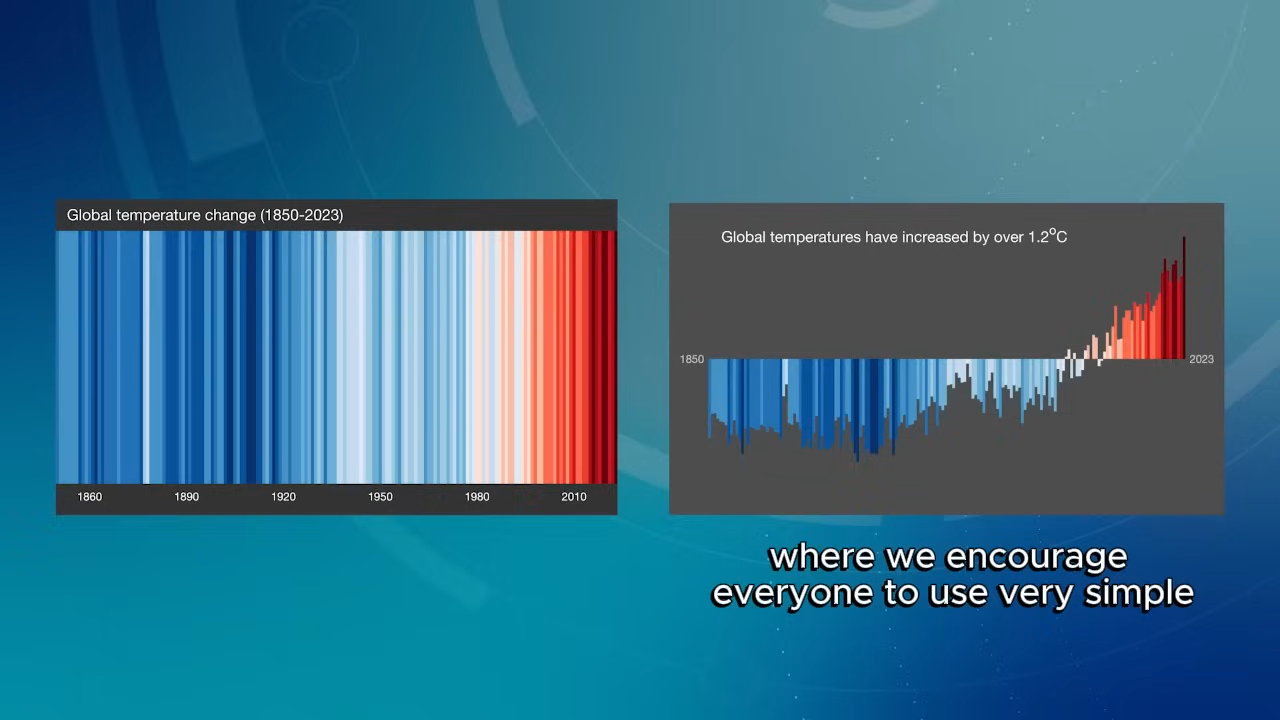 Global temperature change (1850-2023)
1860 1890 1920 1950 1980 2010
Global temperatures have increased by over 1.2°C
1850
2023
where we encourage
everyone to use very simple